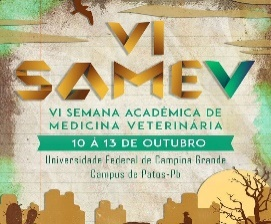 VI
SAMEV
VI SEMANA ACADÊMICA DE
MEDICINA VETERINÁRIA
10 À 13 DE OUTUBRO
Universidade Federal de Campina Grande
Campus de Patos-Pb